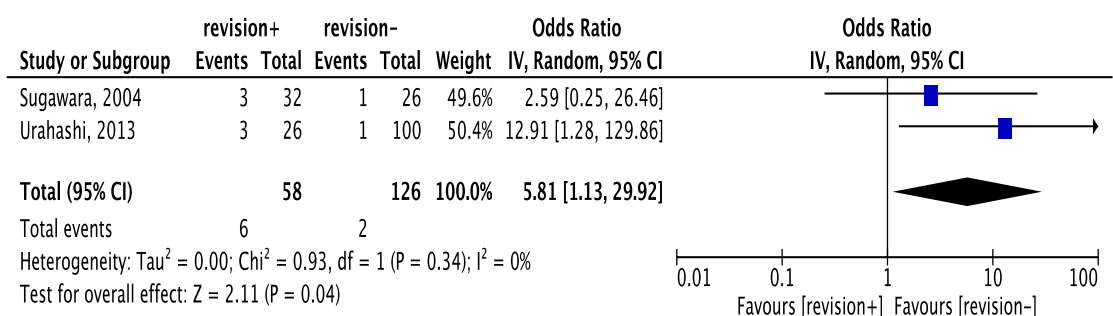 revision+ revision− Odds Ratio Odds Ratio
Study or Subgroup Events Total Events Total Weight IV, Random, 95% CI IV, Random, 95% CI
Sugawara, 2004 3 32 1 26 49.6% 2.59 [0.25, 26.46]
Urahashi, 2013 3 26 1 100 50.4% 12.91 [1.28, 129.86]
Total (95% CI) 58 126 100.0% 5.81 [1.13, 29.92]
Total events 6 2
Heterogeneity: Tau² = 0.00; Chi² = 0.93, df = 1 (P = 0.34); I² = 0%
Test for overall effect: Z = 2.11 (P = 0.04)
0.01 0.1 1 10 100
Favours [revision+] Favours [revision−]